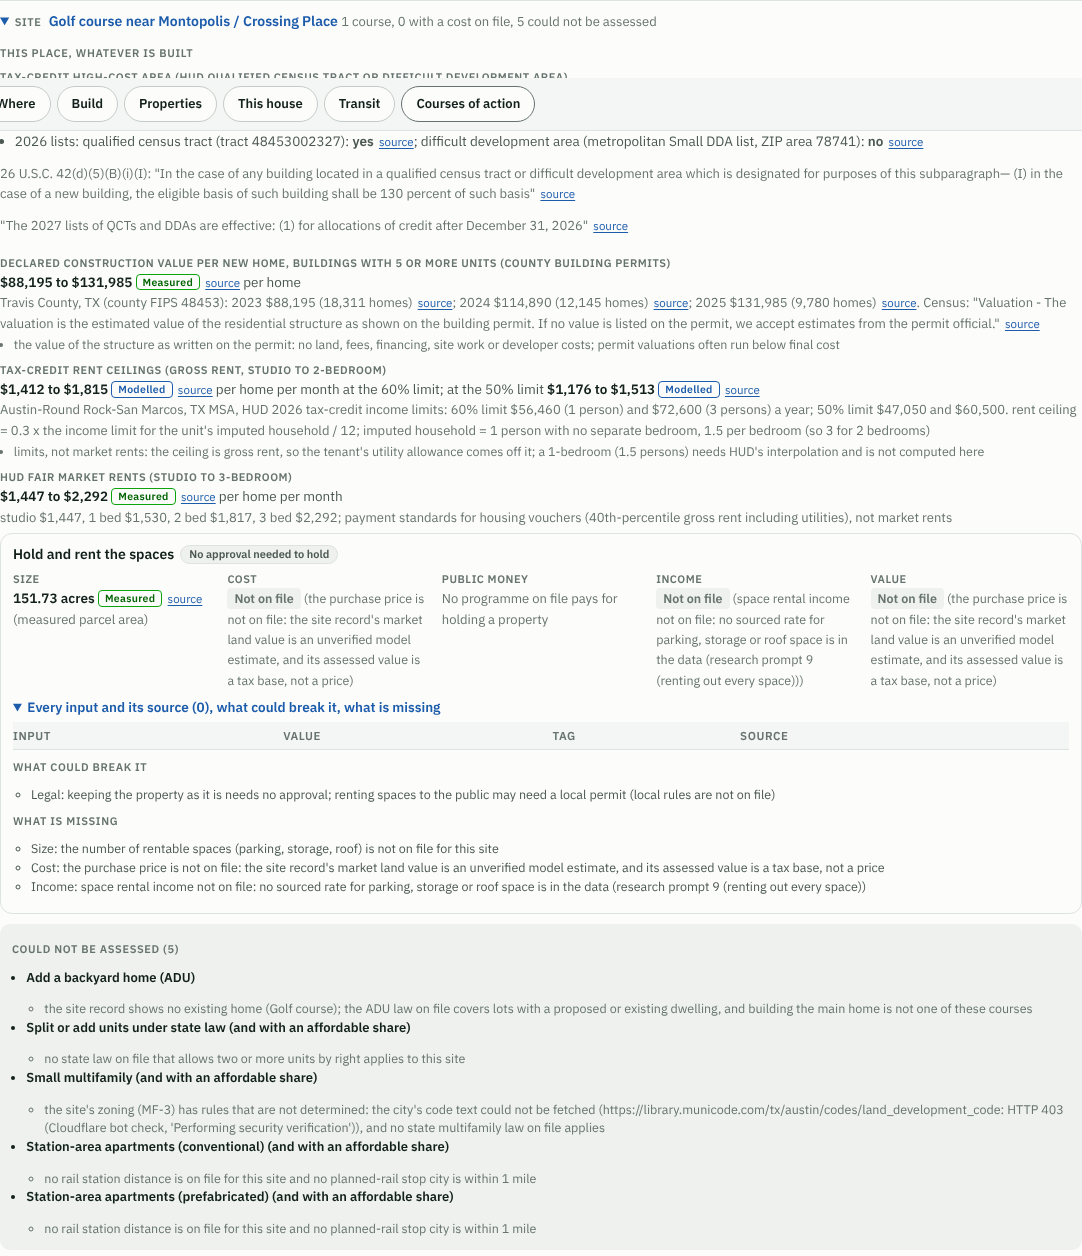 SITE Golf course near Montopolis / Crossing Place 1 course, 0 with a cost on file, 5 could not be assessed
THIS PLACE, WHATEVER IS BUILT
TAX-CREDIT HIGH-COST AREA (HUD QUALIFIED CENSUS TRACT OR DIFFICULT DEVELOPMENT AREA)
Where Build Properties This house Transit Courses of action
• 2026 lists: qualified census tract (tract 48453002327): yes source; difficult development area (metropolitan Small DDA list, ZIP area 78741): no source
26 U.S.C. 42(d)(5)(B)(i)(I): "In the case of any building located in a qualified census tract or difficult development area which is designated for purposes of this subparagraph— (I) in the
case of a new building, the eligible basis of such building shall be 130 percent of such basis" source
"The 2027 lists of QCTs and DDAs are effective: (1) for allocations of credit after December 31, 2026" source
DECLARED CONSTRUCTION VALUE PER NEW HOME, BUILDINGS WITH 5 OR MORE UNITS (COUNTY BUILDING PERMITS)
$88,195 to $131,985 Measured source per home
Travis County, TX (county FIPS 48453): 2023 $88,195 (18,311 homes) source; 2024 $114,890 (12,145 homes) source; 2025 $131,985 (9,780 homes) source. Census: "Valuation - The
valuation is the estimated value of the residential structure as shown on the building permit. If no value is listed on the permit, we accept estimates from the permit official." source
• the value of the structure as written on the permit: no land, fees, financing, site work or developer costs; permit valuations often run below final cost
TAX-CREDIT RENT CEILINGS (GROSS RENT, STUDIO TO 2-BEDROOM)
$1,412 to $1,815 Modelled source per home per month at the 60% limit; at the 50% limit $1,176 to $1,513 Modelled source
Austin-Round Rock-San Marcos, TX MSA, HUD 2026 tax-credit income limits: 60% limit $56,460 (1 person) and $72,600 (3 persons) a year; 50% limit $47,050 and $60,500. rent ceiling
= 0.3 x the income limit for the unit's imputed household / 12; imputed household = 1 person with no separate bedroom, 1.5 per bedroom (so 3 for 2 bedrooms)
• limits, not market rents: the ceiling is gross rent, so the tenant's utility allowance comes off it; a 1-bedroom (1.5 persons) needs HUD's interpolation and is not computed here
HUD FAIR MARKET RENTS (STUDIO TO 3-BEDROOM)
$1,447 to $2,292 Measured source per home per month
studio $1,447, 1 bed $1,530, 2 bed $1,817, 3 bed $2,292; payment standards for housing vouchers (40th-percentile gross rent including utilities), not market rents
Hold and rent the spaces No approval needed to hold
SIZE
151.73 acres Measured source
(measured parcel area)
COST
Not on file (the purchase price is
not on file: the site record's market
land value is an unverified model
estimate, and its assessed value is
a tax base, not a price)
PUBLIC MONEY
No programme on file pays for
holding a property
INCOME
Not on file (space rental income
not on file: no sourced rate for
parking, storage or roof space is in
the data (research prompt 9
(renting out every space)))
VALUE
Not on file (the purchase price is
not on file: the site record's market
land value is an unverified model
estimate, and its assessed value is
a tax base, not a price)
Every input and its source (0), what could break it, what is missing
INPUT VALUE TAG SOURCE
WHAT COULD BREAK IT
Legal: keeping the property as it is needs no approval; renting spaces to the public may need a local permit (local rules are not on file)
WHAT IS MISSING
Size: the number of rentable spaces (parking, storage, roof) is not on file for this site
Cost: the purchase price is not on file: the site record's market land value is an unverified model estimate, and its assessed value is a tax base, not a price
Income: space rental income not on file: no sourced rate for parking, storage or roof space is in the data (research prompt 9 (renting out every space))
COULD NOT BE ASSESSED (5)
• Add a backyard home (ADU)
the site record shows no existing home (Golf course); the ADU law on file covers lots with a proposed or existing dwelling, and building the main home is not one of these courses
• Split or add units under state law (and with an affordable share)
no state law on file that allows two or more units by right applies to this site
• Small multifamily (and with an affordable share)
the site's zoning (MF-3) has rules that are not determined: the city's code text could not be fetched (https://library.municode.com/tx/austin/codes/land_development_code: HTTP 403
(Cloudflare bot check, 'Performing security verification')), and no state multifamily law on file applies
• Station-area apartments (conventional) (and with an affordable share)
no rail station distance is on file for this site and no planned-rail stop city is within 1 mile
• Station-area apartments (prefabricated) (and with an affordable share)
no rail station distance is on file for this site and no planned-rail stop city is within 1 mile